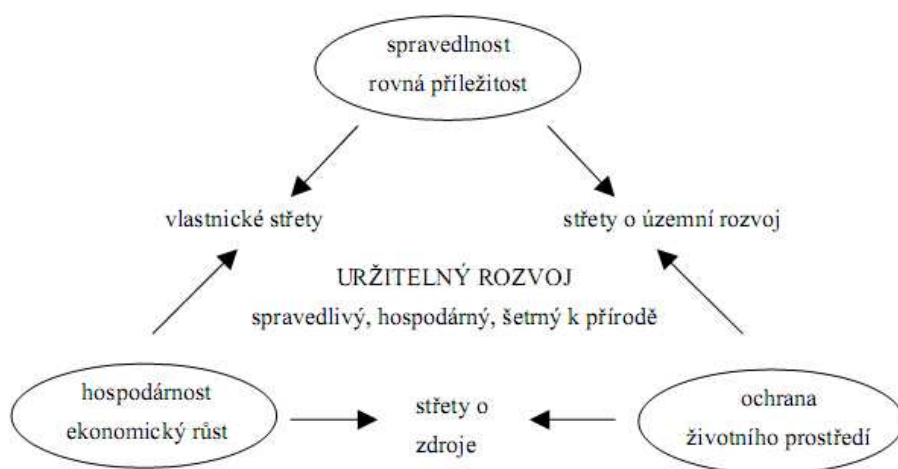 spravedlnost
rovná příležitost
vlastnické střety
střety o územní rozvoj
URŽITELNÝ ROZVOJ
spravedlivý, hospodárný, šetrný k přírodě
hospodárnost
ekonomický růst
střety o
zdroje
ochrana
životního prostředí